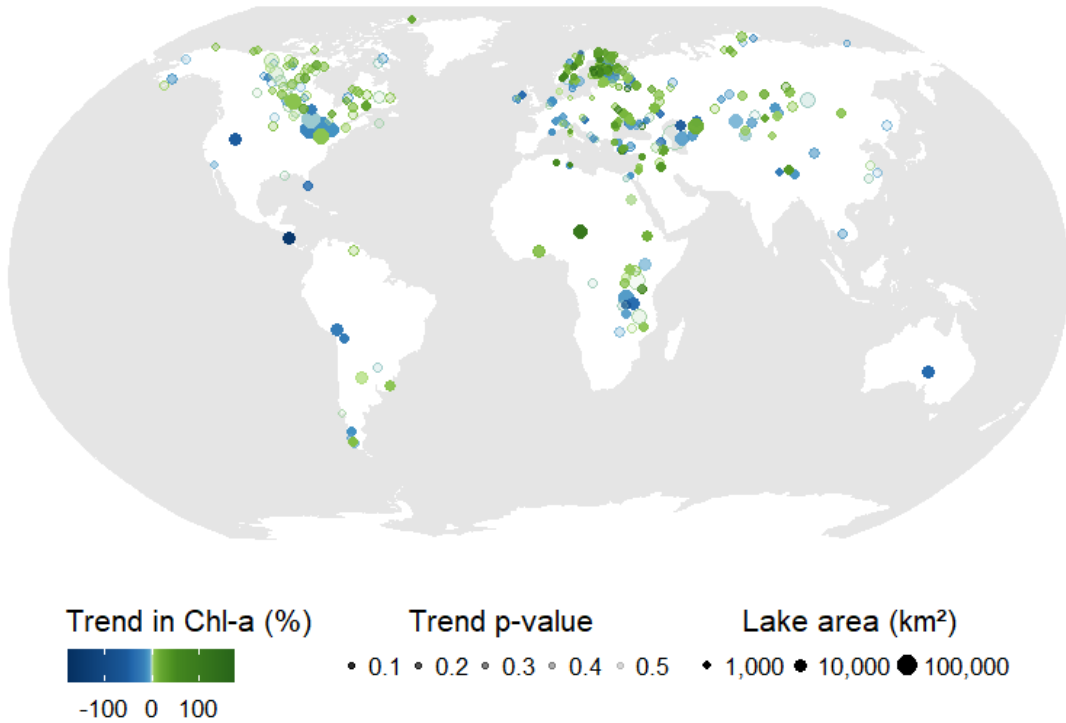 Trend in Chl-a (%)
-100 0 100
Trend p-value
0.1 0.2 0.3 0.4 0.5
Lake area (km²)
1,000 10,000 100,000